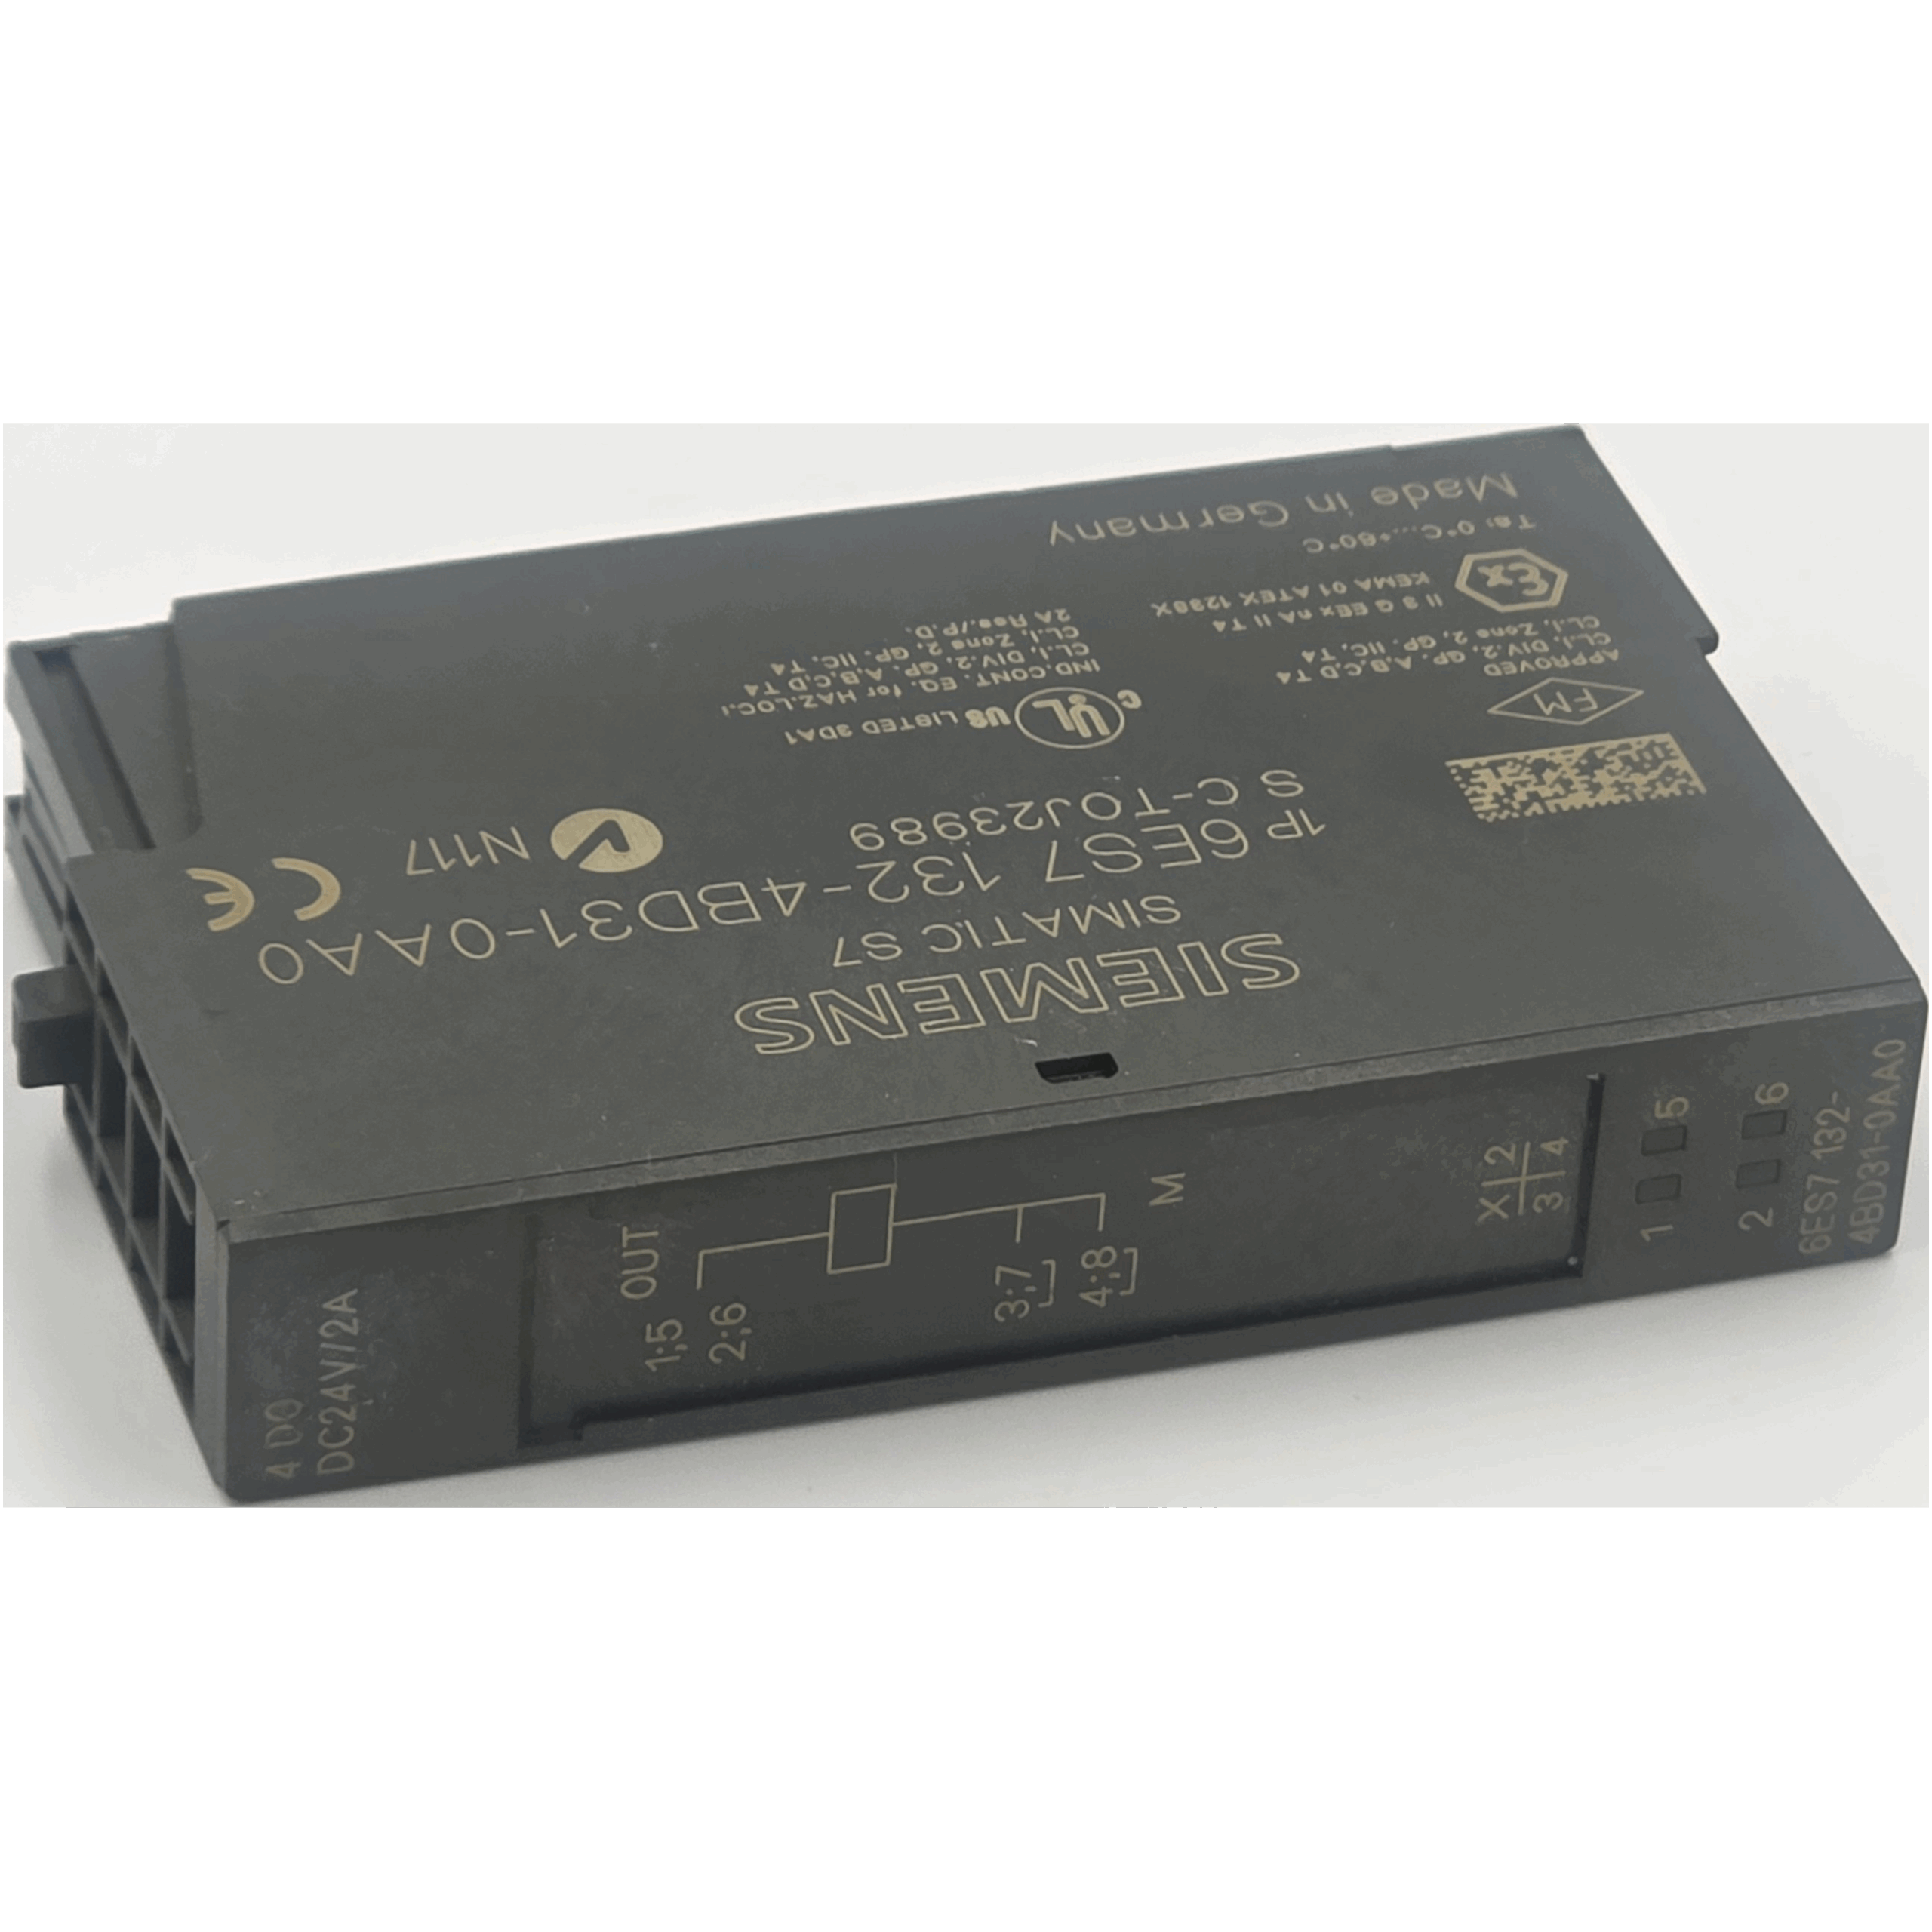 SIEMENS
SIMATIC S7
1P 6ES7 132-4BD31-0AA0
S C-T0J23989
N117
C UL US LISTED 3DA1
IND.CONT. EQ. for HAZ.LOC.
CL.I, DIV.2, GP. A,B,C,D T4
CL.I, Zone 2, GP. IIC, T4
2A Res./P.D.
FM
APPROVED
CL.I, DIV.2, GP. A,B,C,D T4
CL.I, Zone 2, GP. IIC, T4
Ex
II 3 G EEx nA II T4
KEMA 01 ATEX 1238X
Ta: 0°C...+60°C
Made in Germany
4 DO
DC24V/2A
OUT
1;5
2;6
3;7
4;8
M
X 2
3 4
1 5
2 6
6ES7 132-
4BD31-0AA0